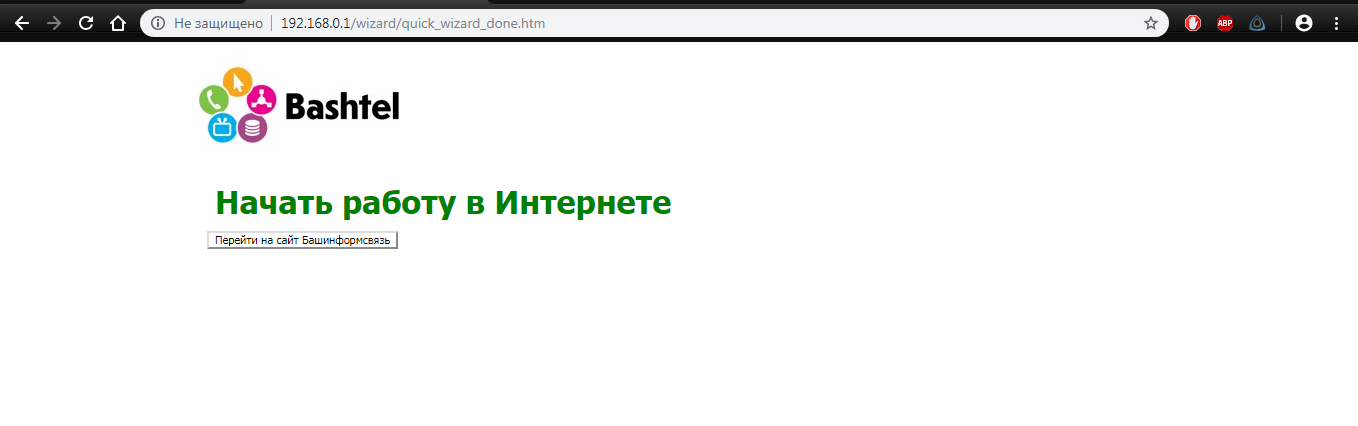 Не защищено 192.168.0.1/wizard/quick_wizard_done.htm ABP
Bashtel
Начать работу в Интернете
Перейти на сайт Башинформсвязь